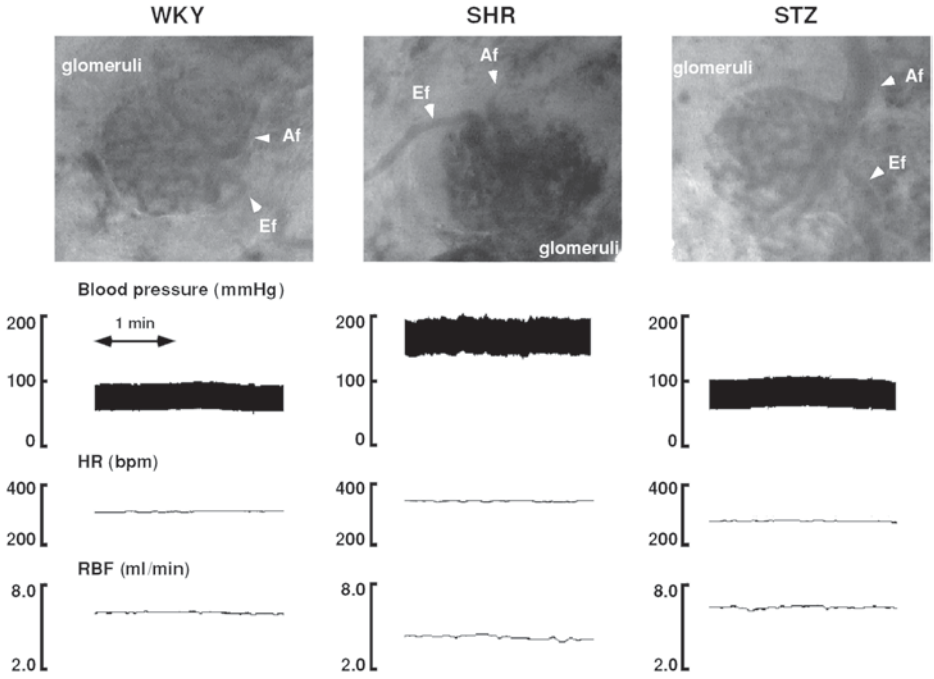 WKY
SHR
STZ
glomeruli
Af
Ef
Af
Ef
glomeruli
glomeruli
Af
Ef
Blood pressure (mmHg)
1 min
200
100
0
200
100
0
200
100
0
HR (bpm)
400
200
400
200
400
200
RBF (ml/min)
8.0
2.0
8.0
2.0
8.0
2.0